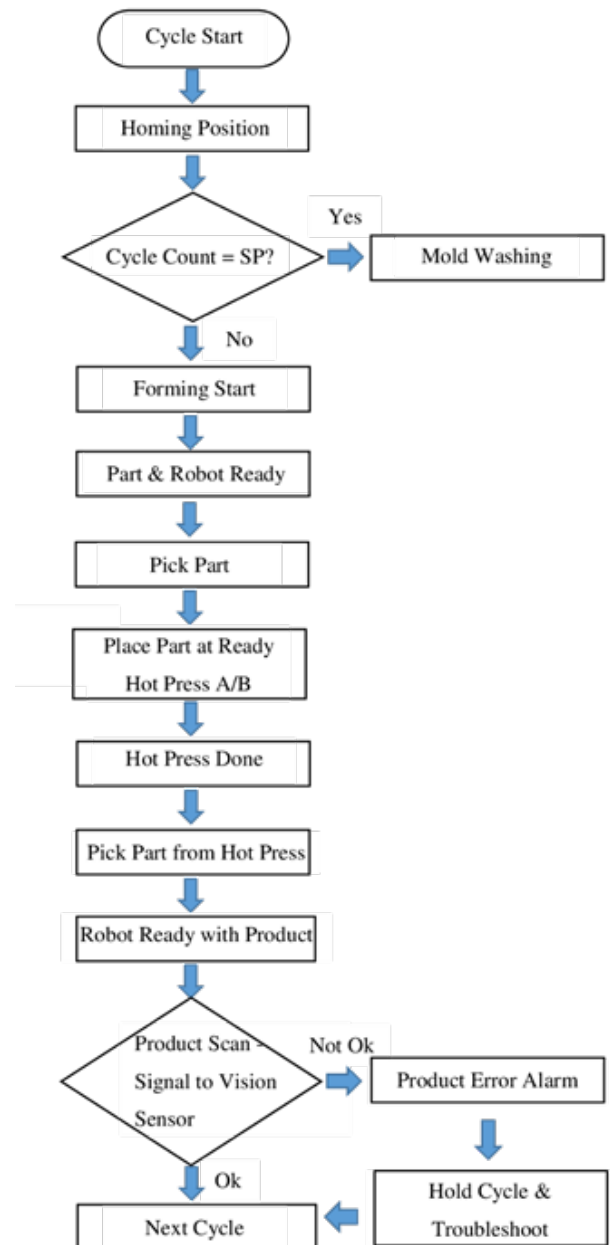 Cycle Start
Homing Position
Yes
Cycle Count = SP?
Mold Washing
No
Forming Start
Part & Robot Ready
Pick Part
Place Part at Ready
Hot Press A/B
Hot Press Done
Pick Part from Hot Press
Robot Ready with Product
Product Scan -
Signal to Vision
Sensor
Not Ok
Product Error Alarm
Ok
Hold Cycle &
Troubleshoot
Next Cycle